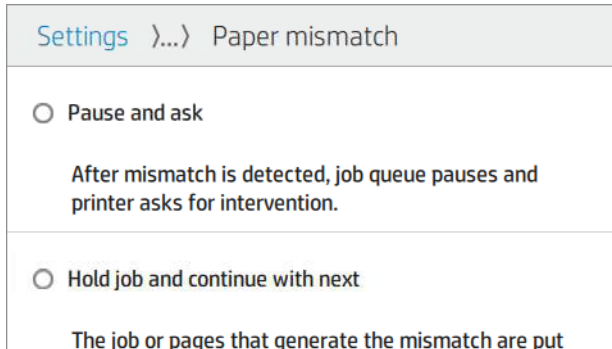 Settings 〉...〉 Paper mismatch
Pause and ask
After mismatch is detected, job queue pauses and
printer asks for intervention.
Hold job and continue with next
The job or pages that generate the mismatch are put